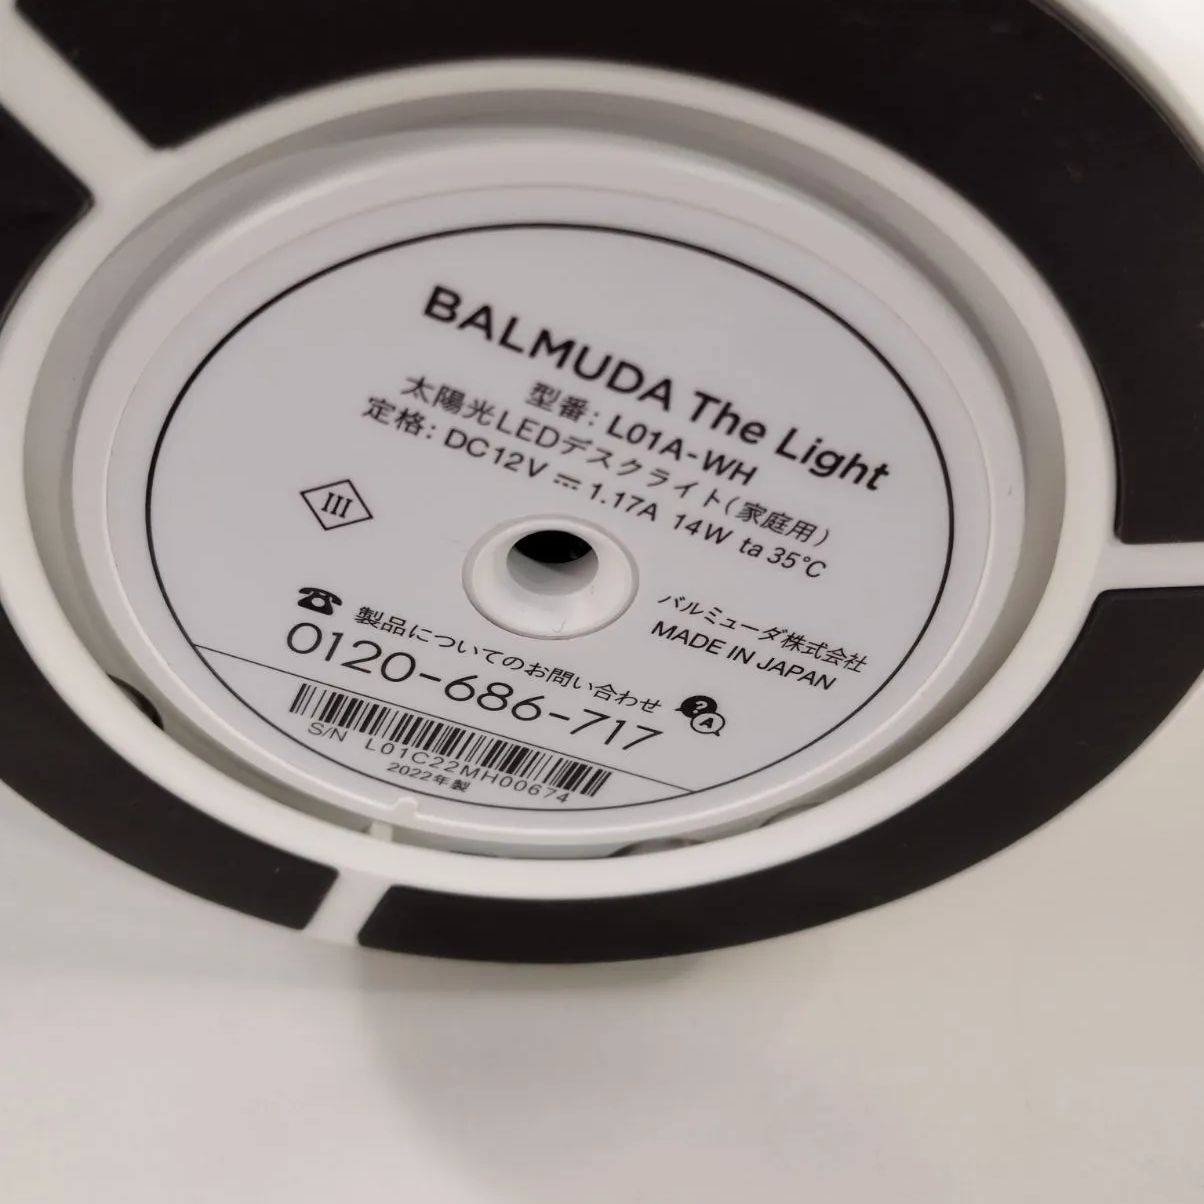 BALMUDA The Light
型番: L01A-WH
太陽光LEDデスクライト(家庭用)
定格: DC12V ⎓ 1.17A 14W ta 35°C
III
バルミューダ株式会社
MADE IN JAPAN
☎ 製品についてのお問い合わせ
0120-686-717
? A
S/N L01C22MH00674
2022年製